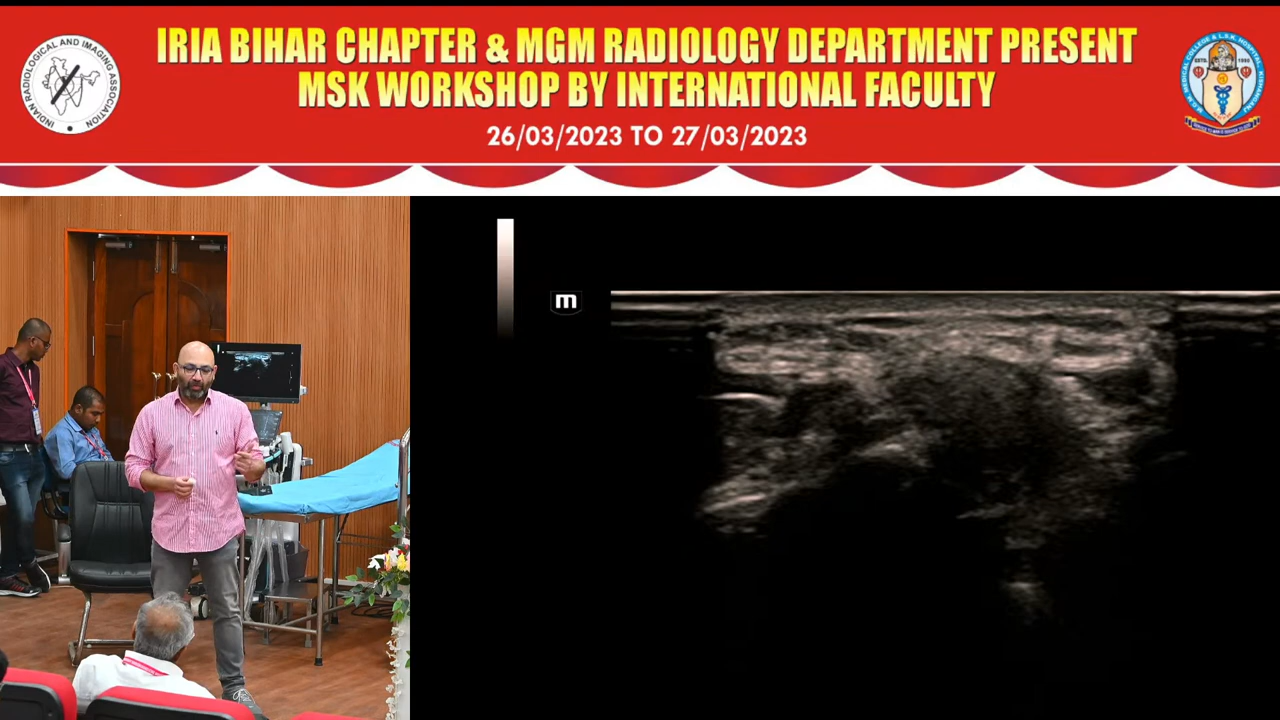 IRIA BIHAR CHAPTER & MGM RADIOLOGY DEPARTMENT PRESENT
MSK WORKSHOP BY INTERNATIONAL FACULTY
26/03/2023 TO 27/03/2023
INDIAN RADIOLOGICAL AND IMAGING ASSOCIATION
m